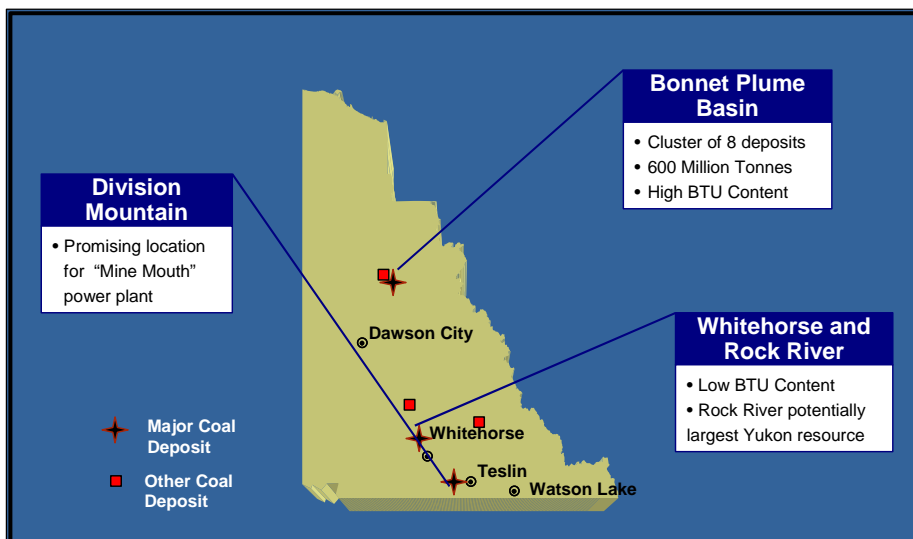 Bonnet Plume
Basin
• Cluster of 8 deposits
• 600 Million Tonnes
• High BTU Content
Division
Mountain
• Promising location
for “Mine Mouth”
power plant
Dawson City
Whitehorse and
Rock River
• Low BTU Content
• Rock River potentially
largest Yukon resource
Major Coal
Deposit
Whitehorse
Other Coal
Deposit
Teslin
Watson Lake